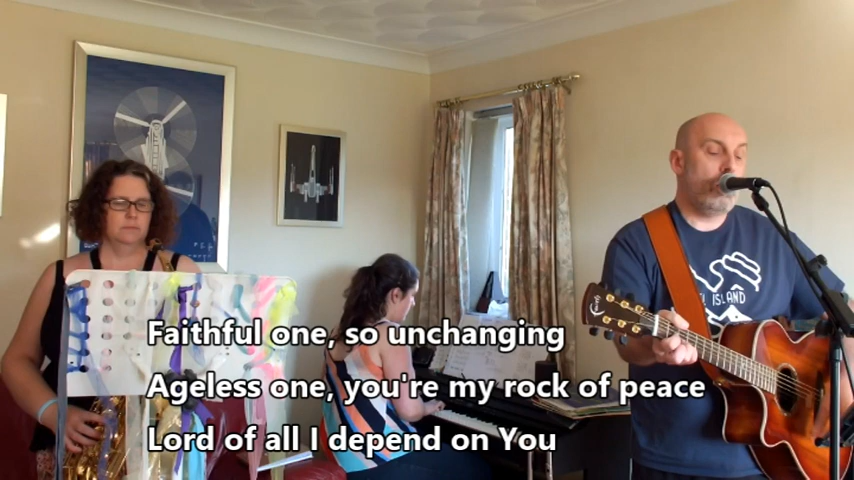 Faithful one, so unchanging
Ageless one, you're my rock of peace
Lord of all I depend on You